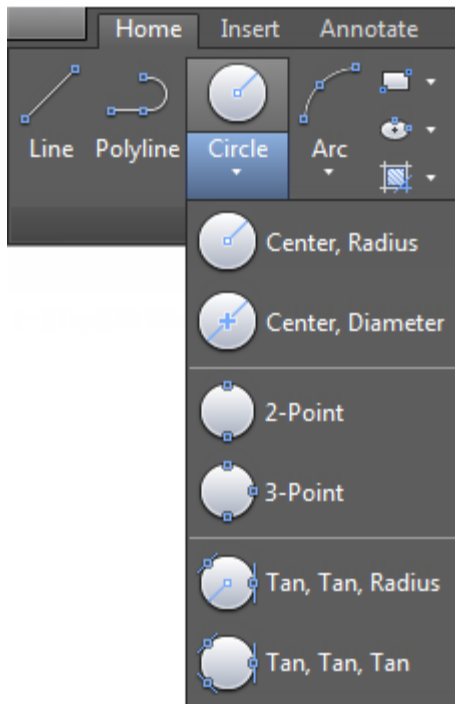 Home Insert Annotate
Line Polyline Circle Arc
Center, Radius
Center, Diameter
2-Point
3-Point
Tan, Tan, Radius
Tan, Tan, Tan